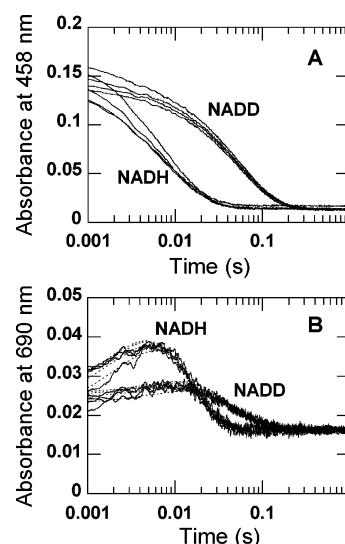 0.2
A
0.15
NADD
0.1
NADH
0.05
0
Absorbance at 458 nm
0.001 0.01 0.1
Time (s)
0.05
B
NADH
0.04
0.03
NADD
0.02
0.01
0
Absorbance at 690 nm
0.001 0.01 0.1
Time (s)